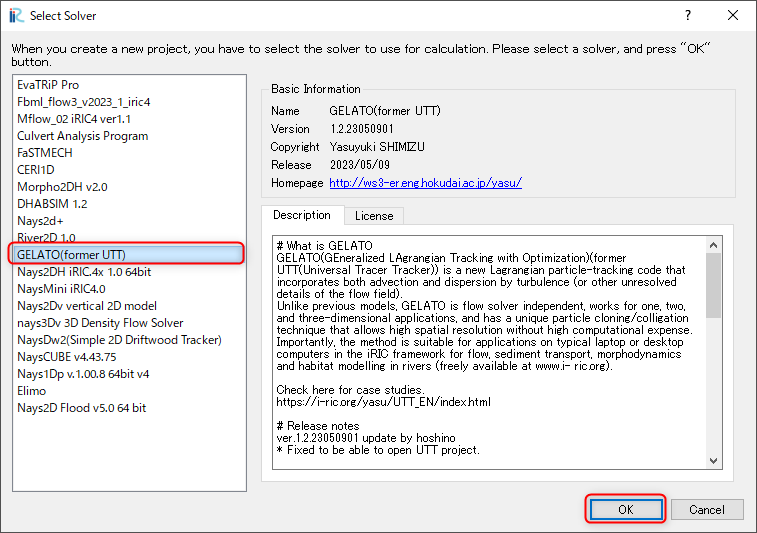 Select Solver
When you create a new project, you have to select the solver to use for calculation. Please select a solver, and press "OK"
button.
EvaTRiP Pro
Fbml_flow3_v2023_1_iric4
Mflow_02 iRIC4 ver1.1
Culvert Analysis Program
FaSTMECH
CERI1D
Morpho2DH v2.0
DHABSIM 1.2
Nays2d+
River2D 1.0
GELATO(former UTT)
Nays2DH iRIC.4x 1.0 64bit
NaysMini iRIC4.0
Nays2Dv vertical 2D model
nays3Dv 3D Density Flow Solver
NaysDw2(Simple 2D Driftwood Tracker)
NaysCUBE v4.43.75
Nays1Dp v.1.00.8 64bit v4
Elimo
Nays2D Flood v5.0 64 bit
Basic Information
Name GELATO(former UTT)
Version 1.2.23050901
Copyright Yasuyuki SHIMIZU
Release 2023/05/09
Homepage http://ws3-er.eng.hokudai.ac.jp/yasu/
Description License
# What is GELATO
GELATO(GEneralized LAgrangian Tracking with Optimization)(former
UTT(Universal Tracer Tracker)) is a new Lagrangian particle-tracking code that
incorporates both advection and dispersion by turbulence (or other unresolved
details of the flow field).
Unlike previous models, GELATO is flow solver independent, works for one, two,
and three-dimensional applications, and has a unique particle cloning/colligation
technique that allows high spatial resolution without high computational expense.
Importantly, the method is suitable for applications on typical laptop or desktop
computers in the iRIC framework for flow, sediment transport, morphodynamics
and habitat modelling in rivers (freely available at www.i- ric.org).
Check here for case studies.
https://i-ric.org/yasu/UTT_EN/index.html
# Release notes
ver.1.2.23050901 update by hoshino
* Fixed to be able to open UTT project.
OK Cancel